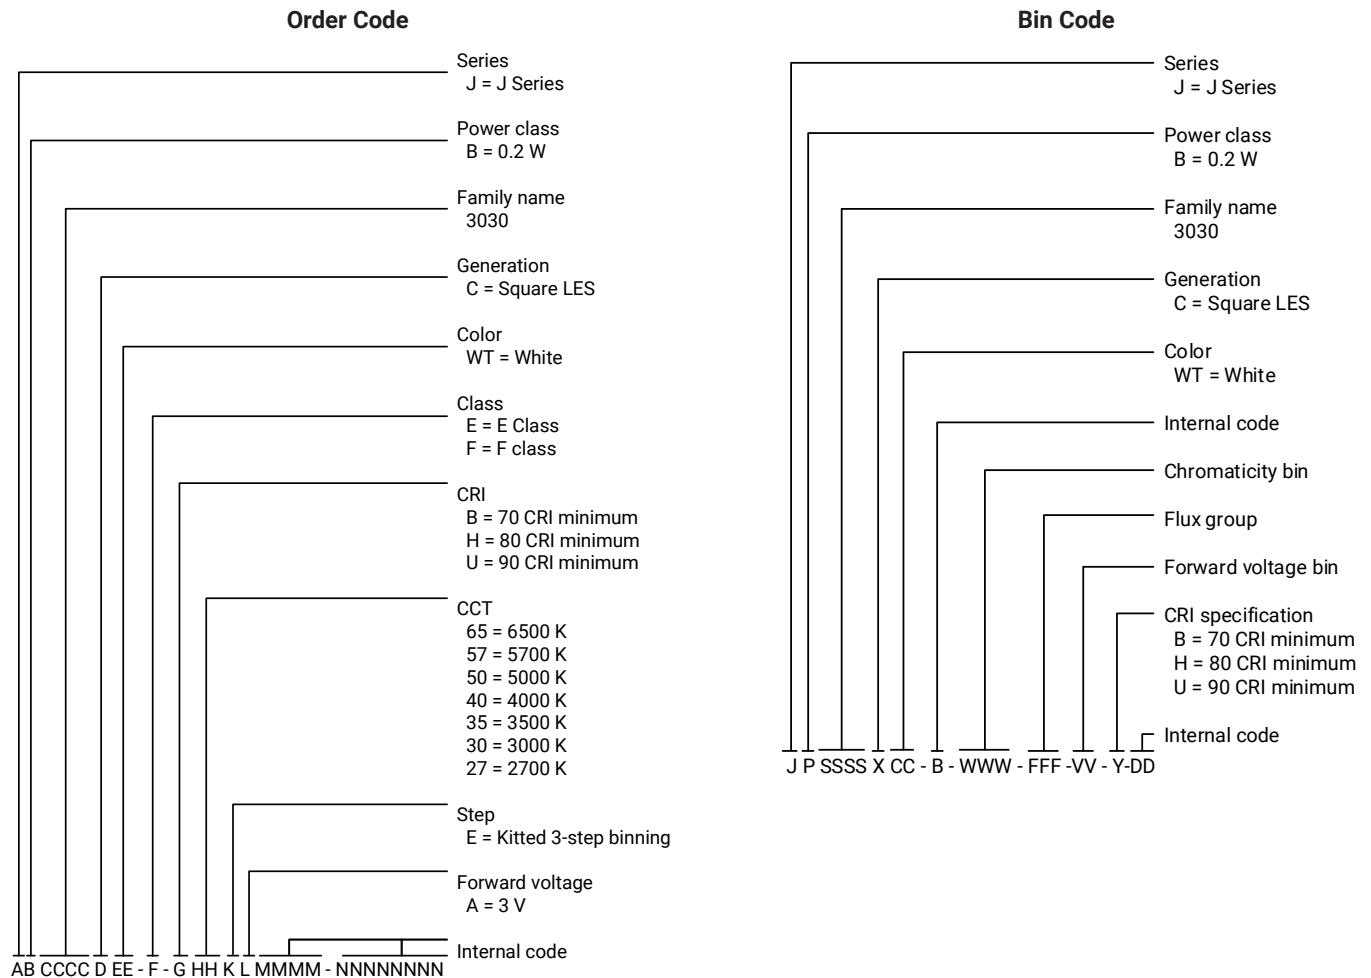 Order Code
Series
J = J Series
Power class
B = 0.2 W
Family name
3030
Generation
C = Square LES
Color
WT = White
Class
E = E Class
F = F class
CRI
B = 70 CRI minimum
H = 80 CRI minimum
U = 90 CRI minimum
CCT
65 = 6500 K
57 = 5700 K
50 = 5000 K
40 = 4000 K
35 = 3500 K
30 = 3000 K
27 = 2700 K
Step
E = Kitted 3-step binning
Forward voltage
A = 3 V
Internal code
AB CCCC D EE - F - G HH K L MMMM - NNNNNNNN
Bin Code
Series
J = J Series
Power class
B = 0.2 W
Family name
3030
Generation
C = Square LES
Color
WT = White
Internal code
Chromaticity bin
Flux group
Forward voltage bin
CRI specification
B = 70 CRI minimum
H = 80 CRI minimum
U = 90 CRI minimum
Internal code
J P SSSS X CC - B - WWW - FFF -VV - Y-DD